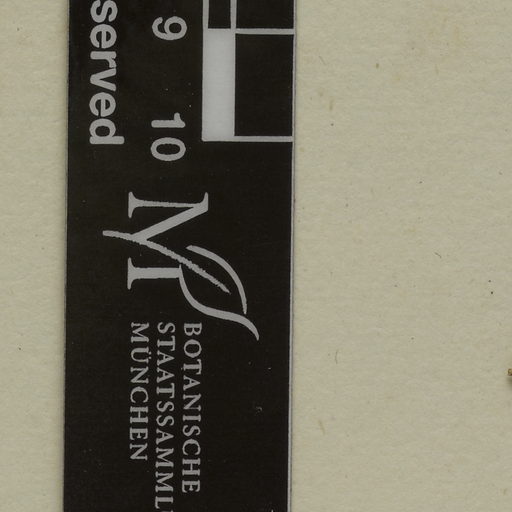 served
9 10
M
BOTANISCHE
STAATSSAMML
MÜNCHEN